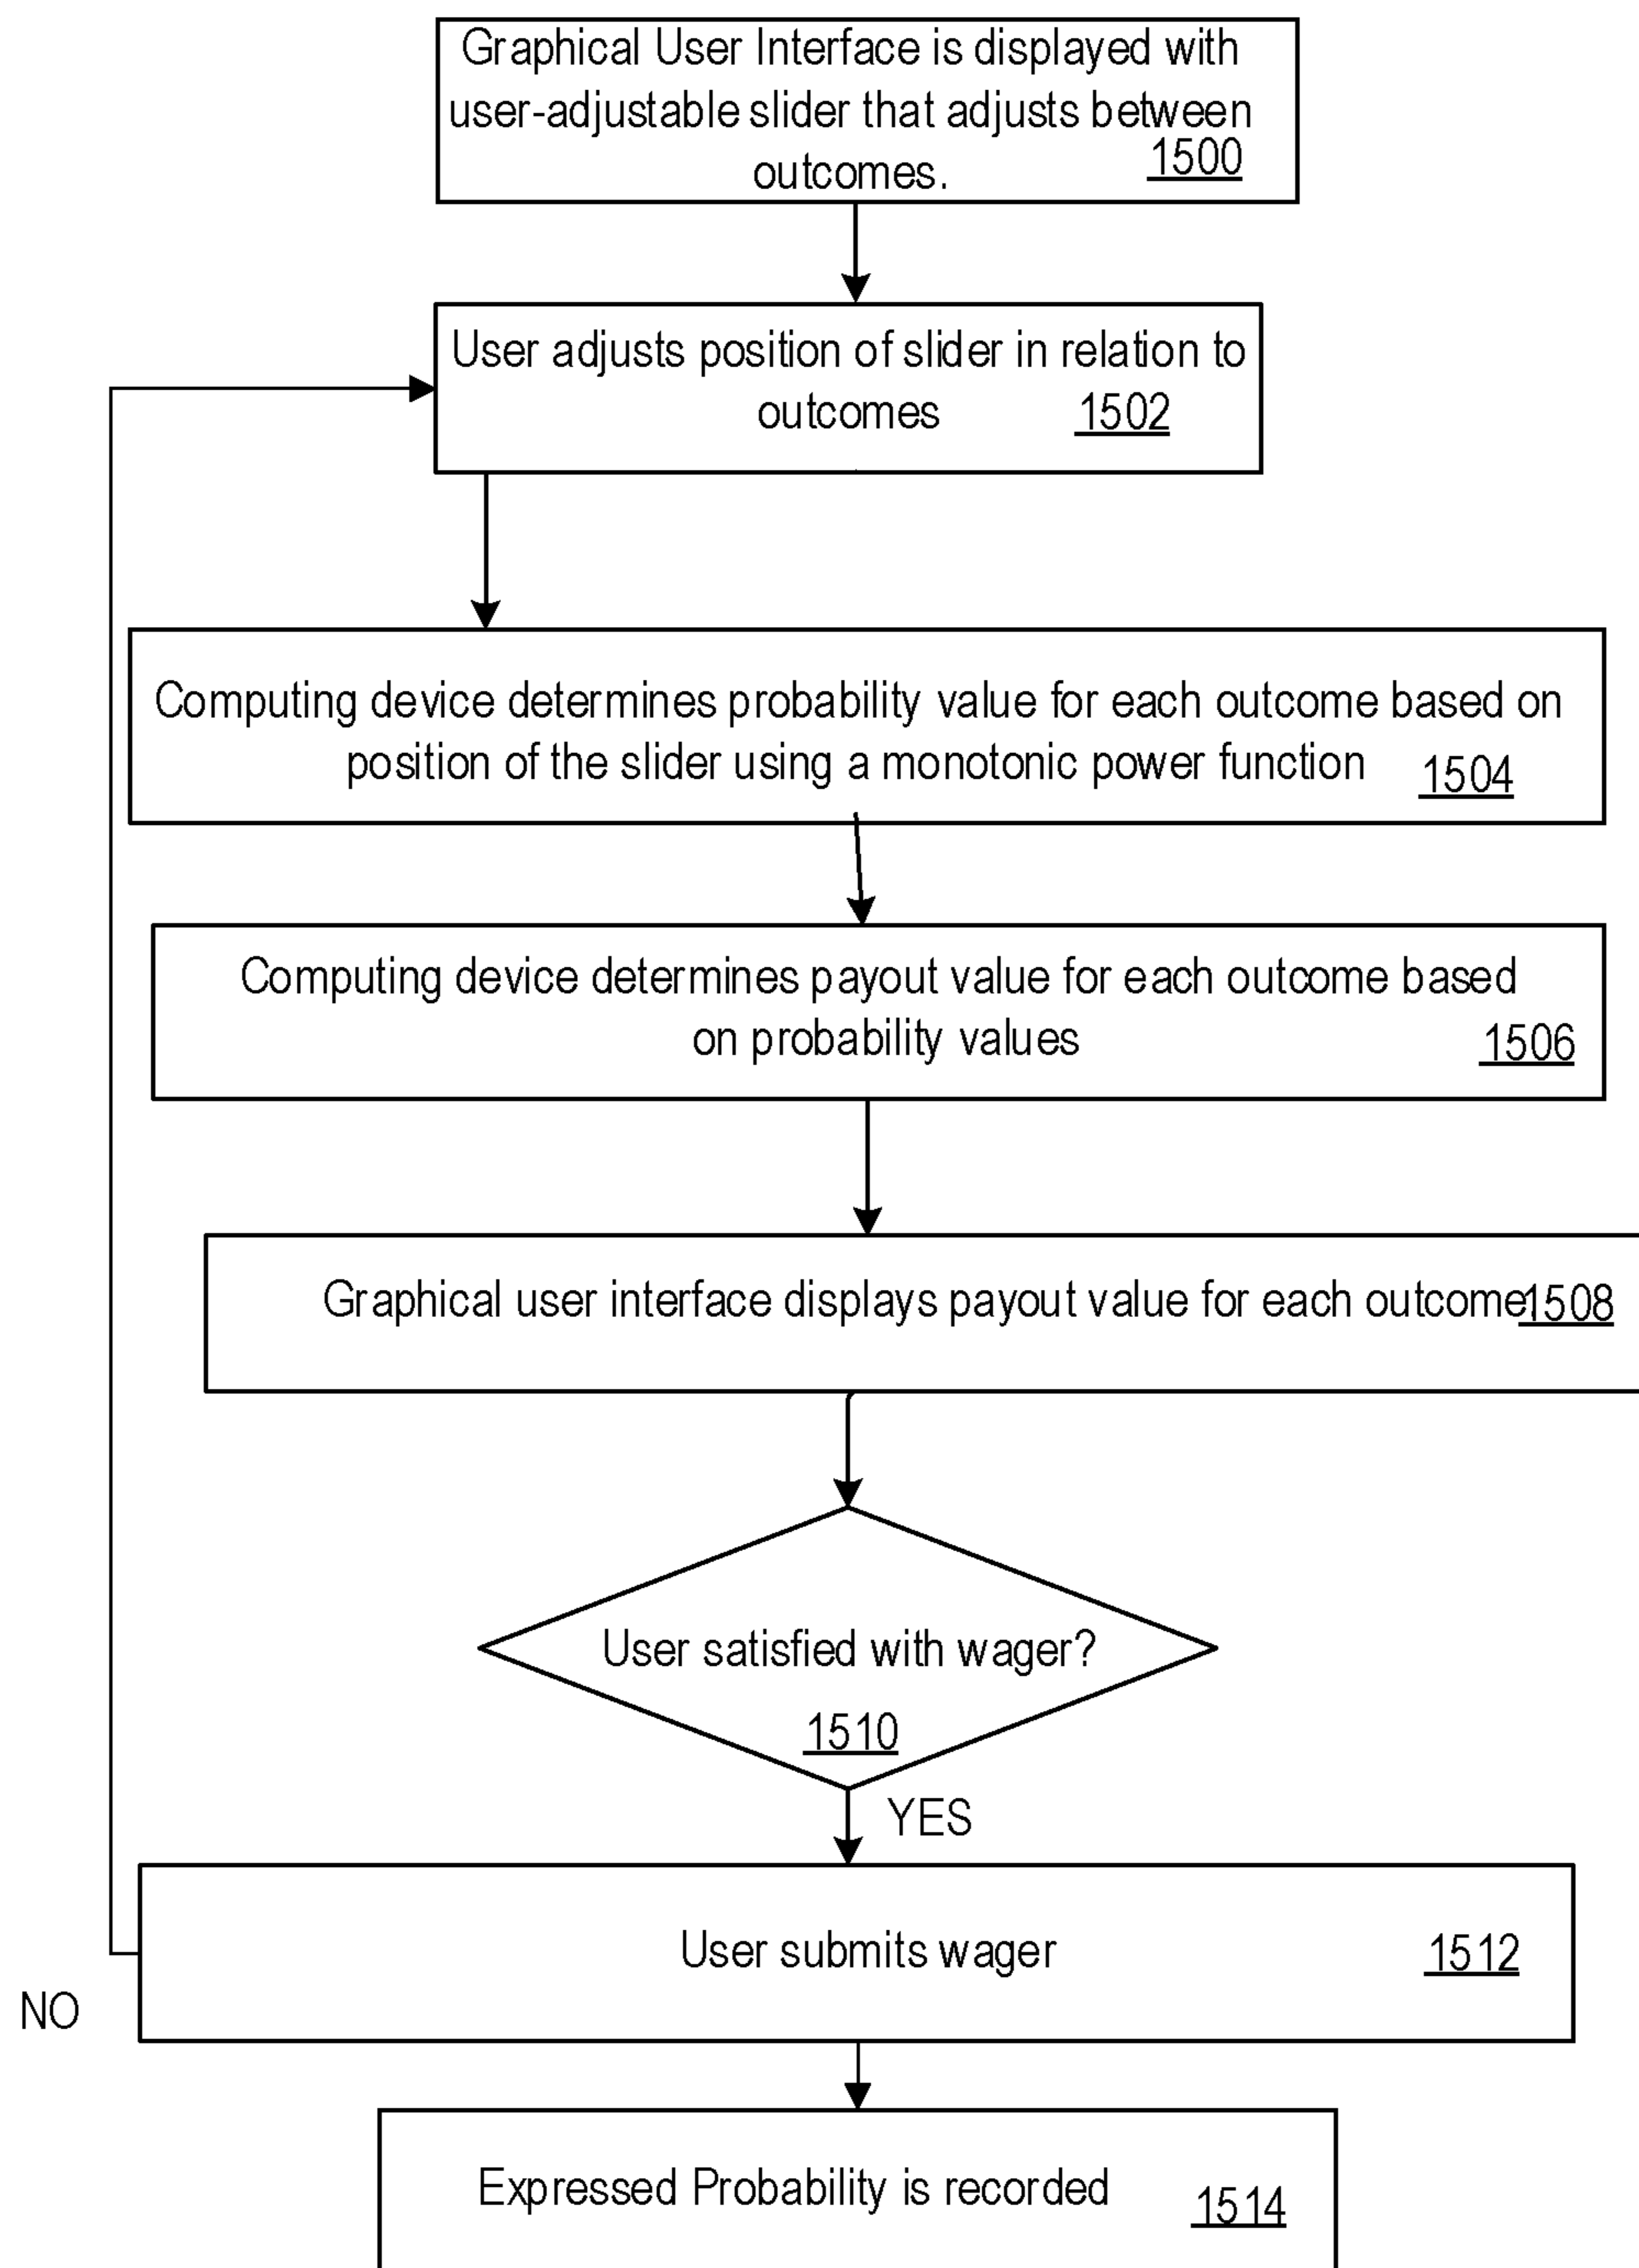 Graphical User Interface is displayed with
user-adjustable slider that adjusts between
outcomes. 1500
User adjusts position of slider in relation to
outcomes 1502
Computing device determines probability value for each outcome based on
position of the slider using a monotonic power function 1504
Computing device determines payout value for each outcome based
on probability values 1506
Graphical user interface displays payout value for each outcome 1508
User satisfied with wager?
1510
YES
User submits wager 1512
NO
Expressed Probability is recorded 1514